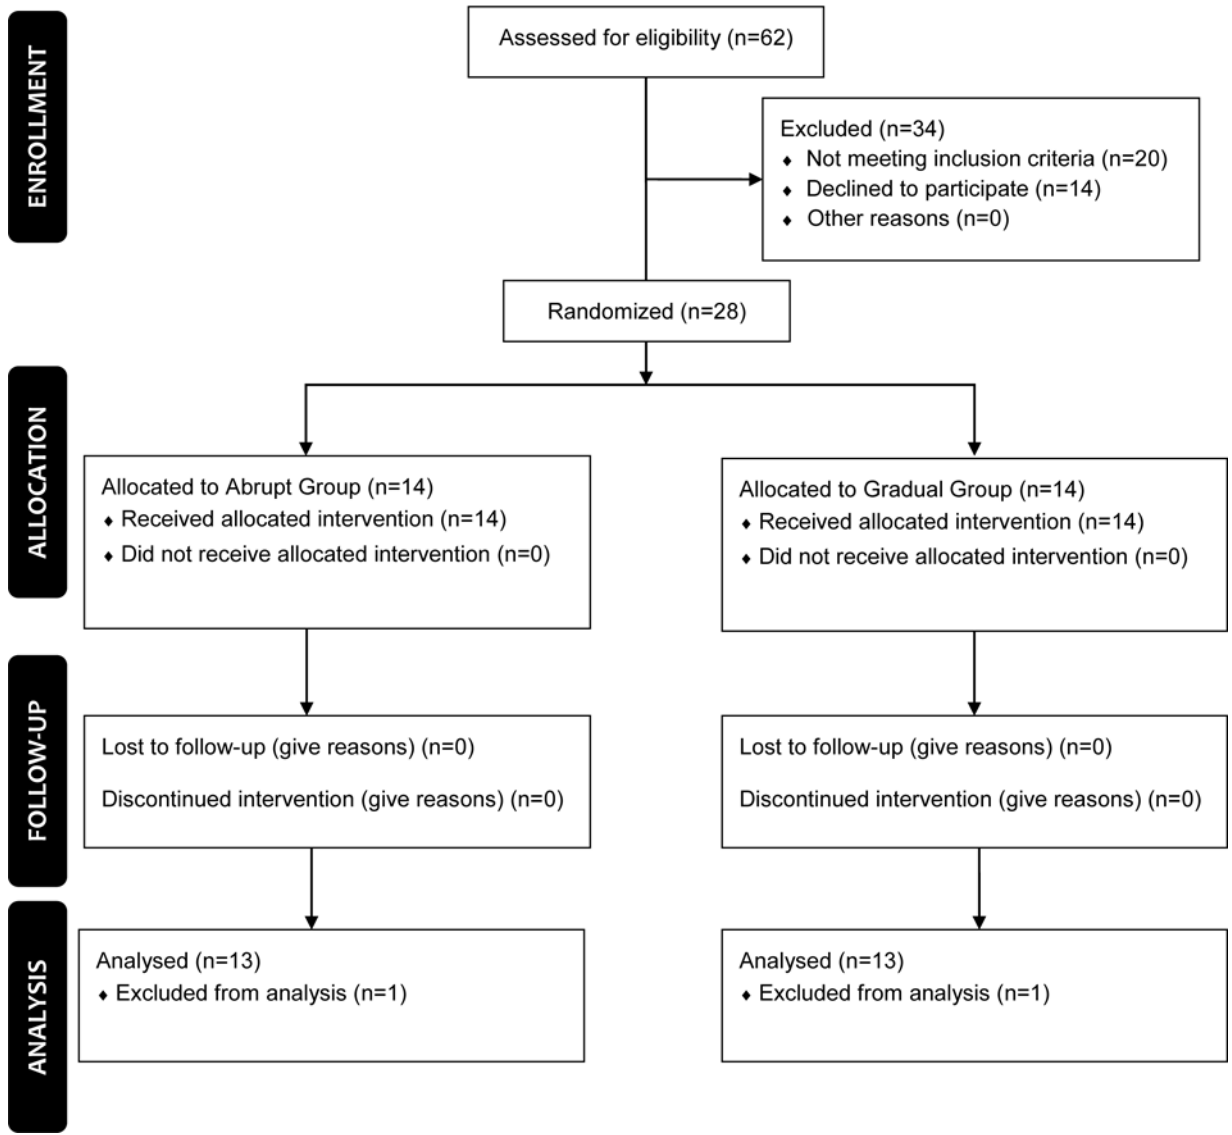 ENROLLMENT
Assessed for eligibility (n=62)
Excluded (n=34)
♦ Not meeting inclusion criteria (n=20)
♦ Declined to participate (n=14)
♦ Other reasons (n=0)
Randomized (n=28)
ALLOCATION
Allocated to Abrupt Group (n=14)
♦ Received allocated intervention (n=14)
♦ Did not receive allocated intervention (n=0)
Allocated to Gradual Group (n=14)
♦ Received allocated intervention (n=14)
♦ Did not receive allocated intervention (n=0)
FOLLOW-UP
Lost to follow-up (give reasons) (n=0)
Discontinued intervention (give reasons) (n=0)
Lost to follow-up (give reasons) (n=0)
Discontinued intervention (give reasons) (n=0)
ANALYSIS
Analysed (n=13)
♦ Excluded from analysis (n=1)
Analysed (n=13)
♦ Excluded from analysis (n=1)